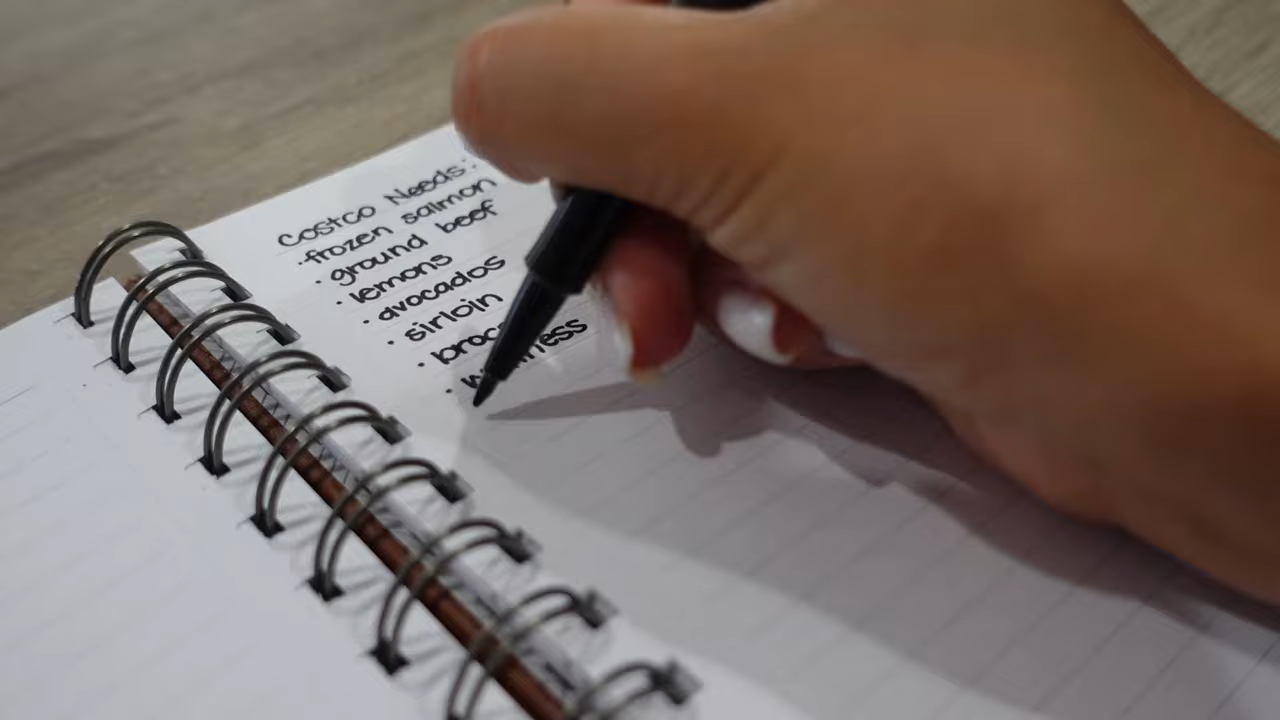 Costco Needs:
· frozen salmon
· ground beef
· lemons
· avocados
· sirloin